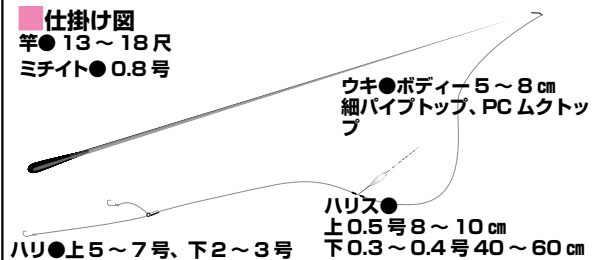 仕掛け図
竿●13～18尺
ミチイト●0.8号
ウキ●ボディー5～8㎝
細パイプトップ、PCムクトッ
プ
ハリス●
上0.5号8～10㎝
下0.3～0.4号40～60㎝
ハリ●上5～7号、下2～3号